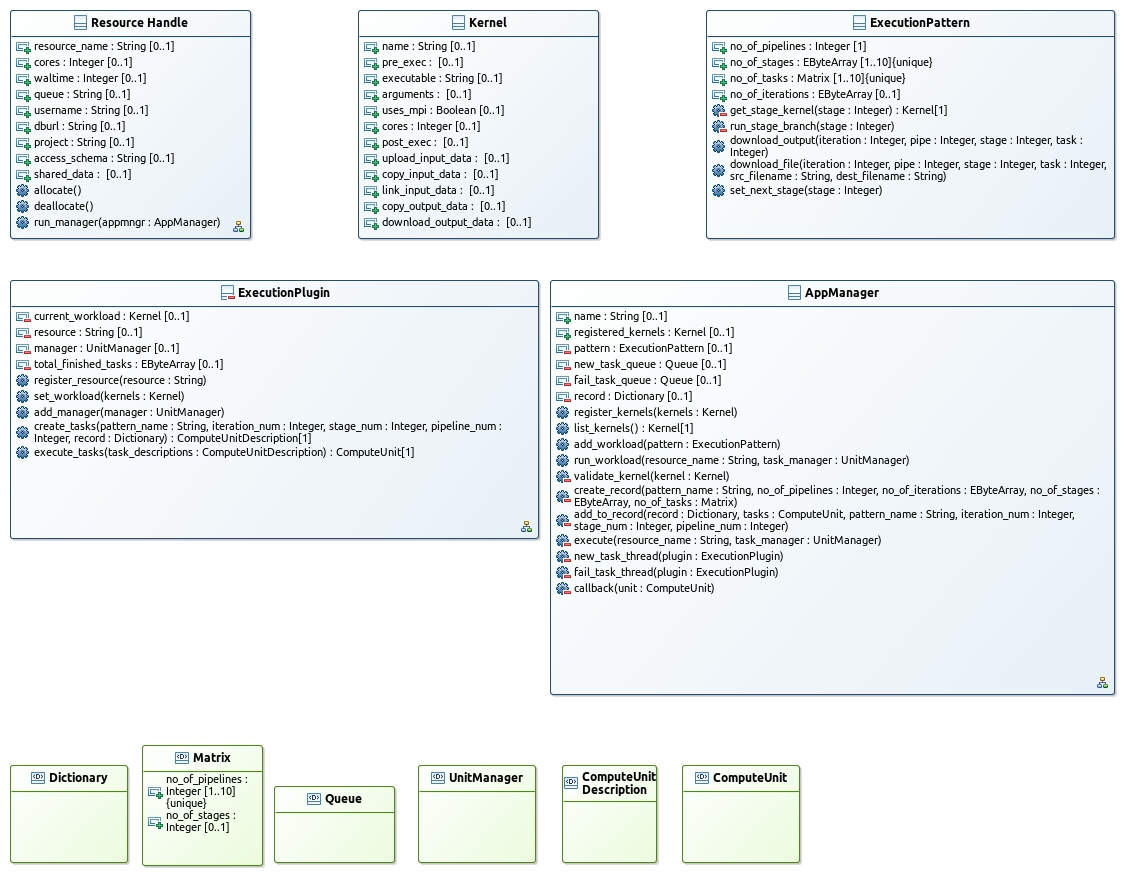 Resource Handle
resource_name : String [0..1]
cores : Integer [0..1]
waltime : Integer [0..1]
queue : String [0..1]
username : String [0..1]
dburl : String [0..1]
project : String [0..1]
access_schema : String [0..1]
shared_data :  [0..1]
allocate()
deallocate()
run_manager(appmngr : AppManager)
Kernel
name : String [0..1]
pre_exec :  [0..1]
executable : String [0..1]
arguments :  [0..1]
uses_mpi : Boolean [0..1]
cores : Integer [0..1]
post_exec :  [0..1]
upload_input_data :  [0..1]
copy_input_data :  [0..1]
link_input_data :  [0..1]
copy_output_data :  [0..1]
download_output_data :  [0..1]
ExecutionPattern
no_of_pipelines : Integer [1]
no_of_stages : EByteArray [1..10]{unique}
no_of_tasks : Matrix [1..10]{unique}
no_of_iterations : EByteArray [0..1]
get_stage_kernel(stage : Integer) : Kernel[1]
run_stage_branch(stage : Integer)
download_output(iteration : Integer, pipe : Integer, stage : Integer, task :
Integer)
download_file(iteration : Integer, pipe : Integer, stage : Integer, task : Integer,
src_filename : String, dest_filename : String)
set_next_stage(stage : Integer)
ExecutionPlugin
current_workload : Kernel [0..1]
resource : String [0..1]
manager : UnitManager [0..1]
total_finished_tasks : EByteArray [0..1]
register_resource(resource : String)
set_workload(kernels : Kernel)
add_manager(manager : UnitManager)
create_tasks(pattern_name : String, iteration_num : Integer, stage_num : Integer, pipeline_num :
Integer, record : Dictionary) : ComputeUnitDescription[1]
execute_tasks(task_descriptions : ComputeUnitDescription) : ComputeUnit[1]
AppManager
name : String [0..1]
registered_kernels : Kernel [0..1]
pattern : ExecutionPattern [0..1]
new_task_queue : Queue [0..1]
fail_task_queue : Queue [0..1]
record : Dictionary [0..1]
register_kernels(kernels : Kernel)
list_kernels() : Kernel[1]
add_workload(pattern : ExecutionPattern)
run_workload(resource_name : String, task_manager : UnitManager)
validate_kernel(kernel : Kernel)
create_record(pattern_name : String, no_of_pipelines : Integer, no_of_iterations : EByteArray, no_of_stages :
EByteArray, no_of_tasks : Matrix)
add_to_record(record : Dictionary, tasks : ComputeUnit, pattern_name : String, iteration_num : Integer,
stage_num : Integer, pipeline_num : Integer)
execute(resource_name : String, task_manager : UnitManager)
new_task_thread(plugin : ExecutionPlugin)
fail_task_thread(plugin : ExecutionPlugin)
callback(unit : ComputeUnit)
Dictionary
Matrix
no_of_pipelines :
Integer [1..10]
{unique}
no_of_stages :
Integer [0..1]
Queue
UnitManager
ComputeUnit
Description
ComputeUnit